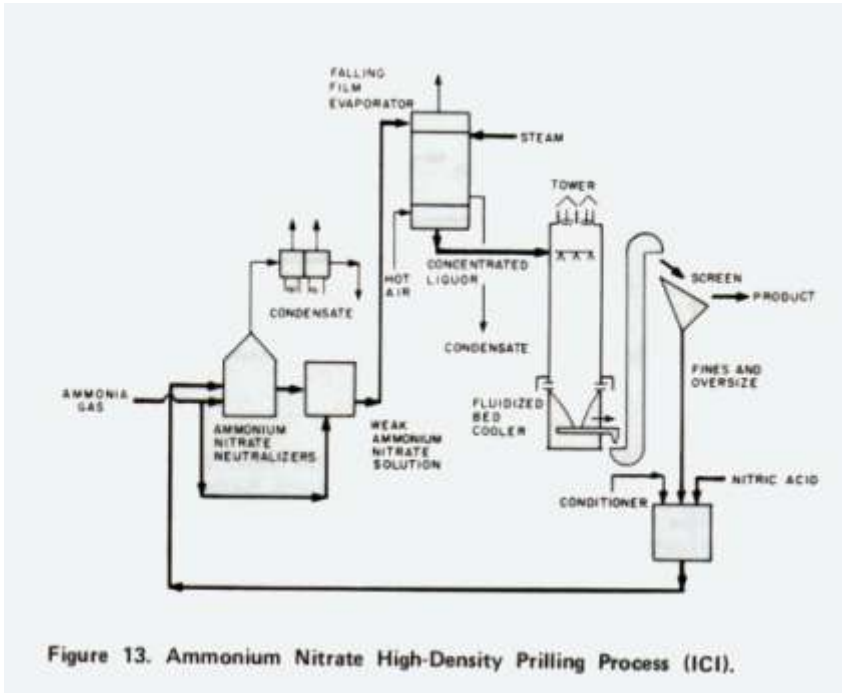 FALLING
FILM
EVAPORATOR
STEAM
TOWER
HOT
AIR
CONCENTRATED
LIQUOR
SCREEN
PRODUCT
CONDENSATE
CONDENSATE
FINES AND
OVERSIZE
AMMONIA
GAS
AMMONIUM
NITRATE
NEUTRALIZERS
WEAK
AMMONIUM
NITRATE
SOLUTION
FLUIDIZED
BED
COOLER
CONDITIONER
NITRIC ACID
Figure 13. Ammonium Nitrate High-Density Prilling Process (ICI).